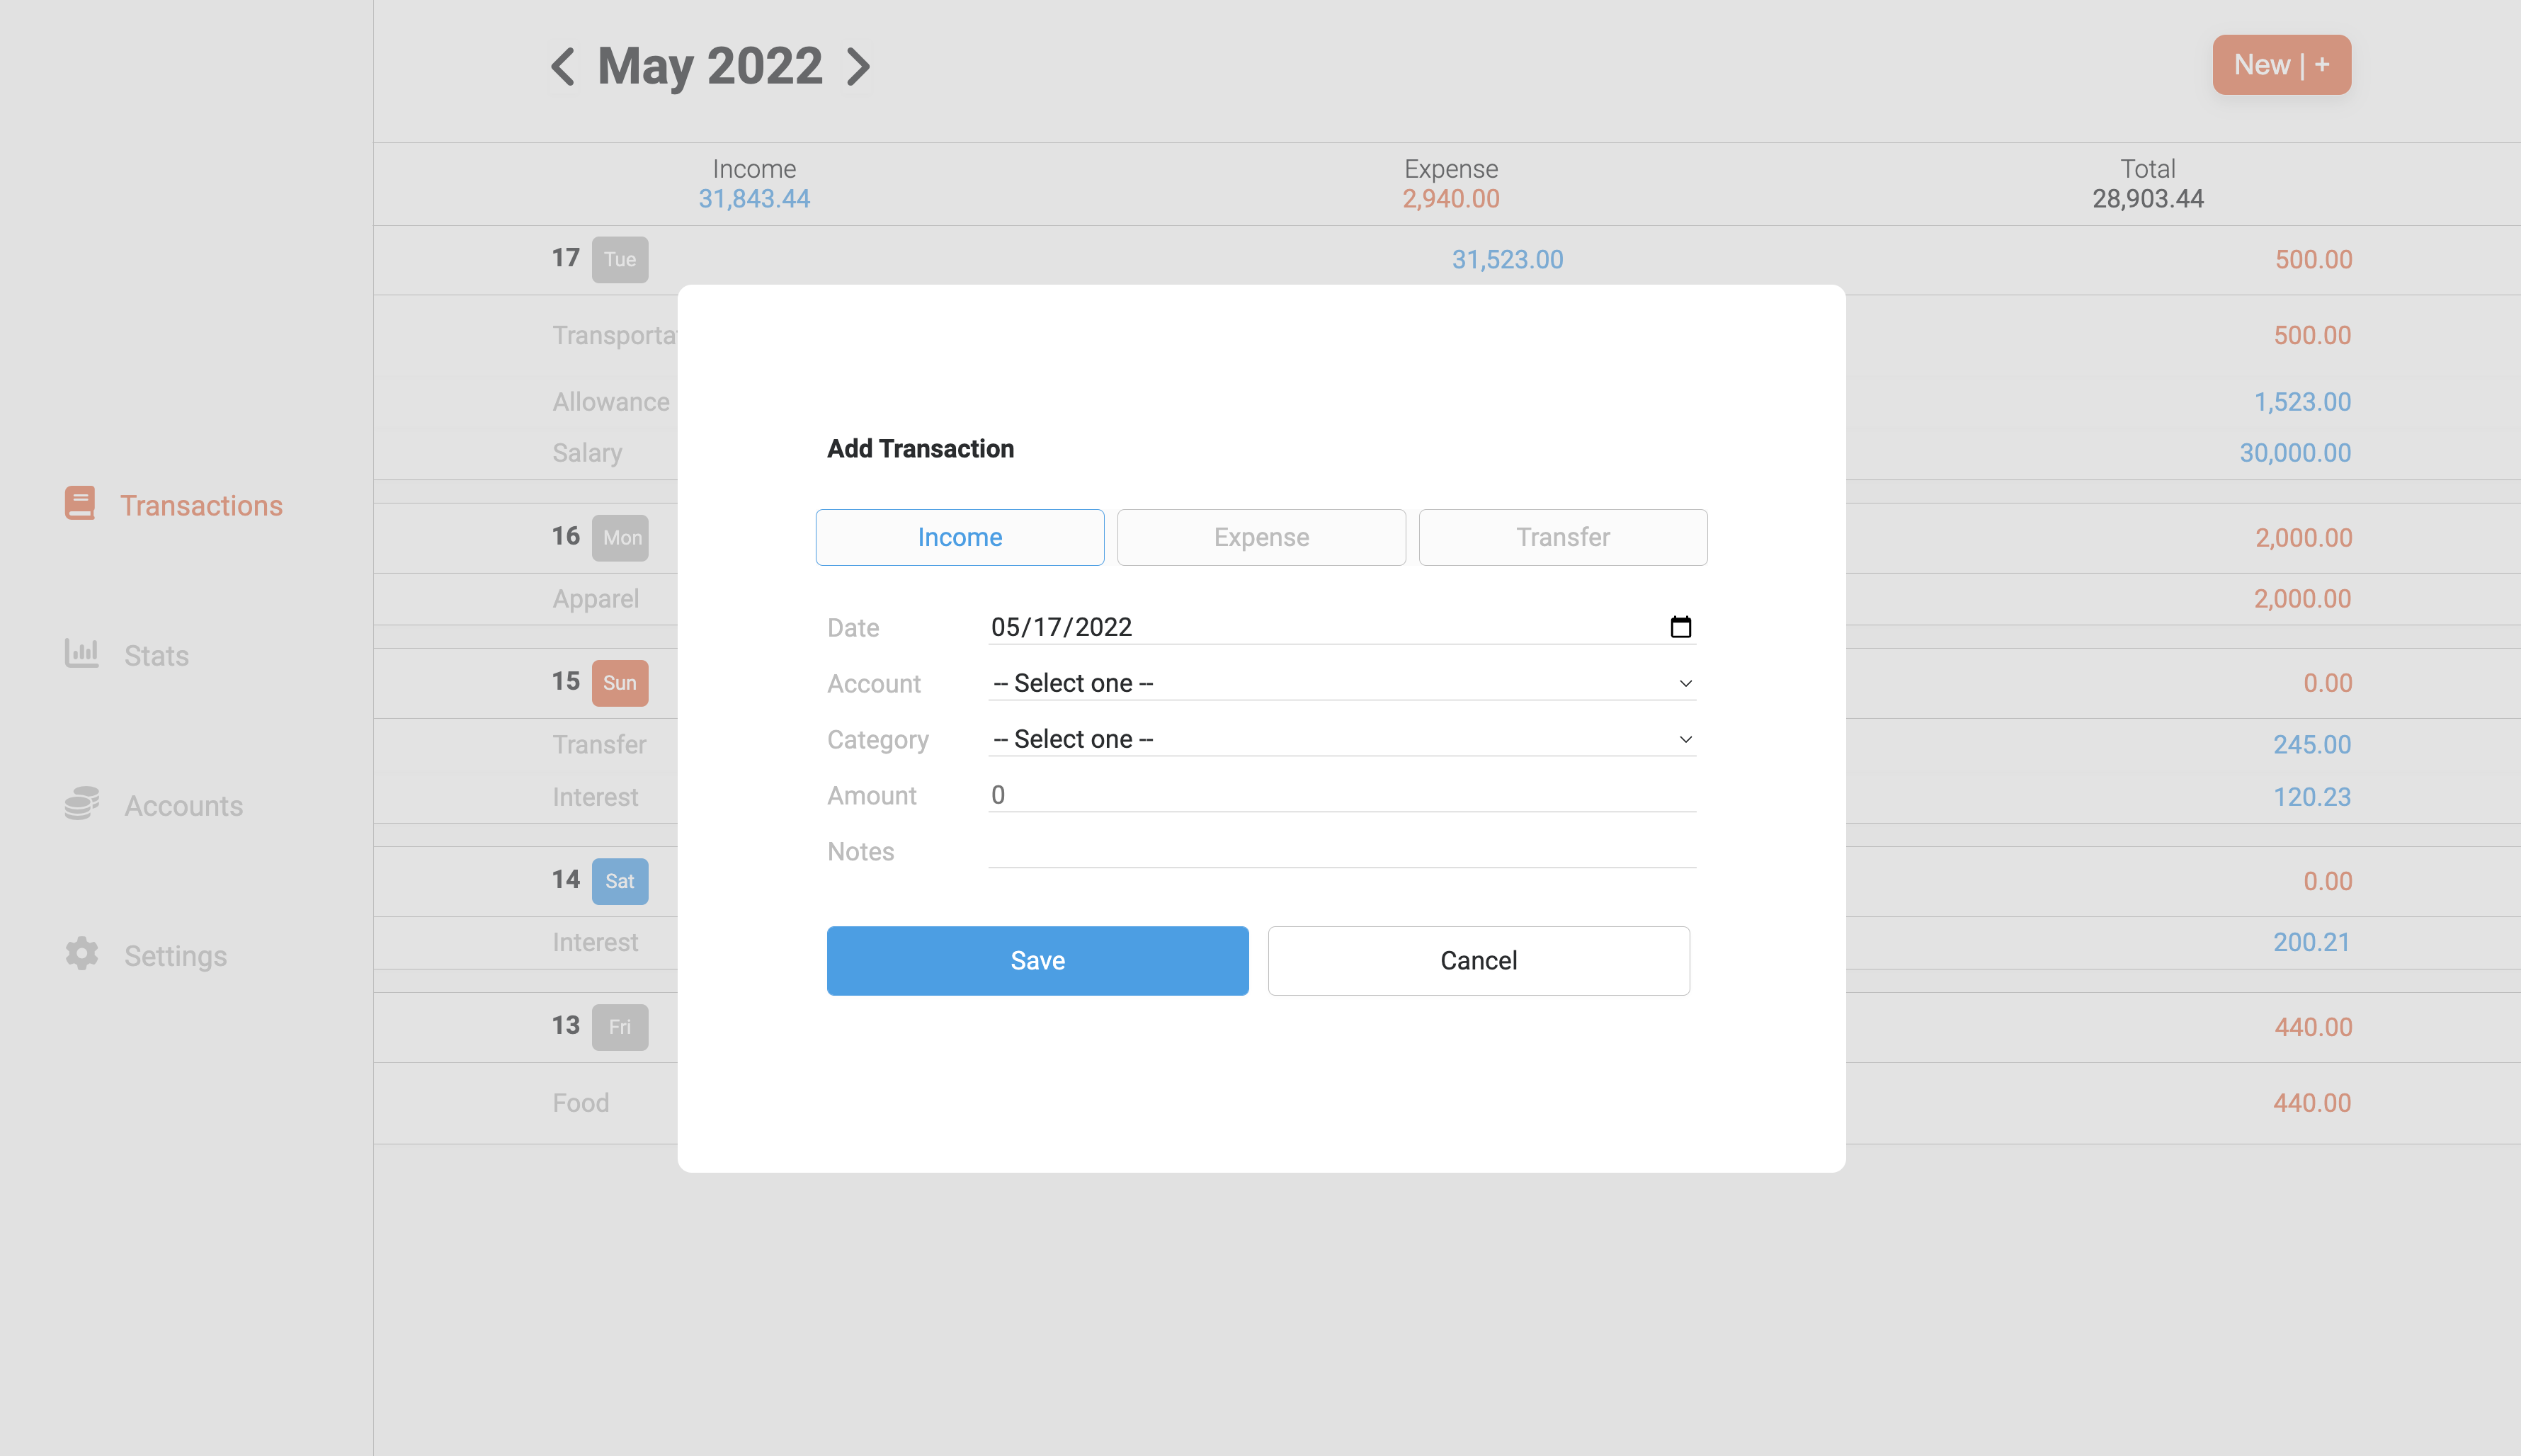 May 2022
New | +
Income Expense Total
31,843.44 2,940.00 28,903.44
17 Tue 31,523.00 500.00
500.00
Allowance 1,523.00
Salary 30,000.00
16 Mon 2,000.00
Apparel 2,000.00
15 Sun 0.00
Transfer 245.00
Interest 120.23
14 Sat 0.00
Interest 200.21
13 Fri 440.00
Food 440.00
Transactions
Stats
Accounts
Settings
Add Transaction
Income Expense Transfer
Date 05/17/2022
Account -- Select one --
Category -- Select one --
Amount 0
Notes
Save Cancel